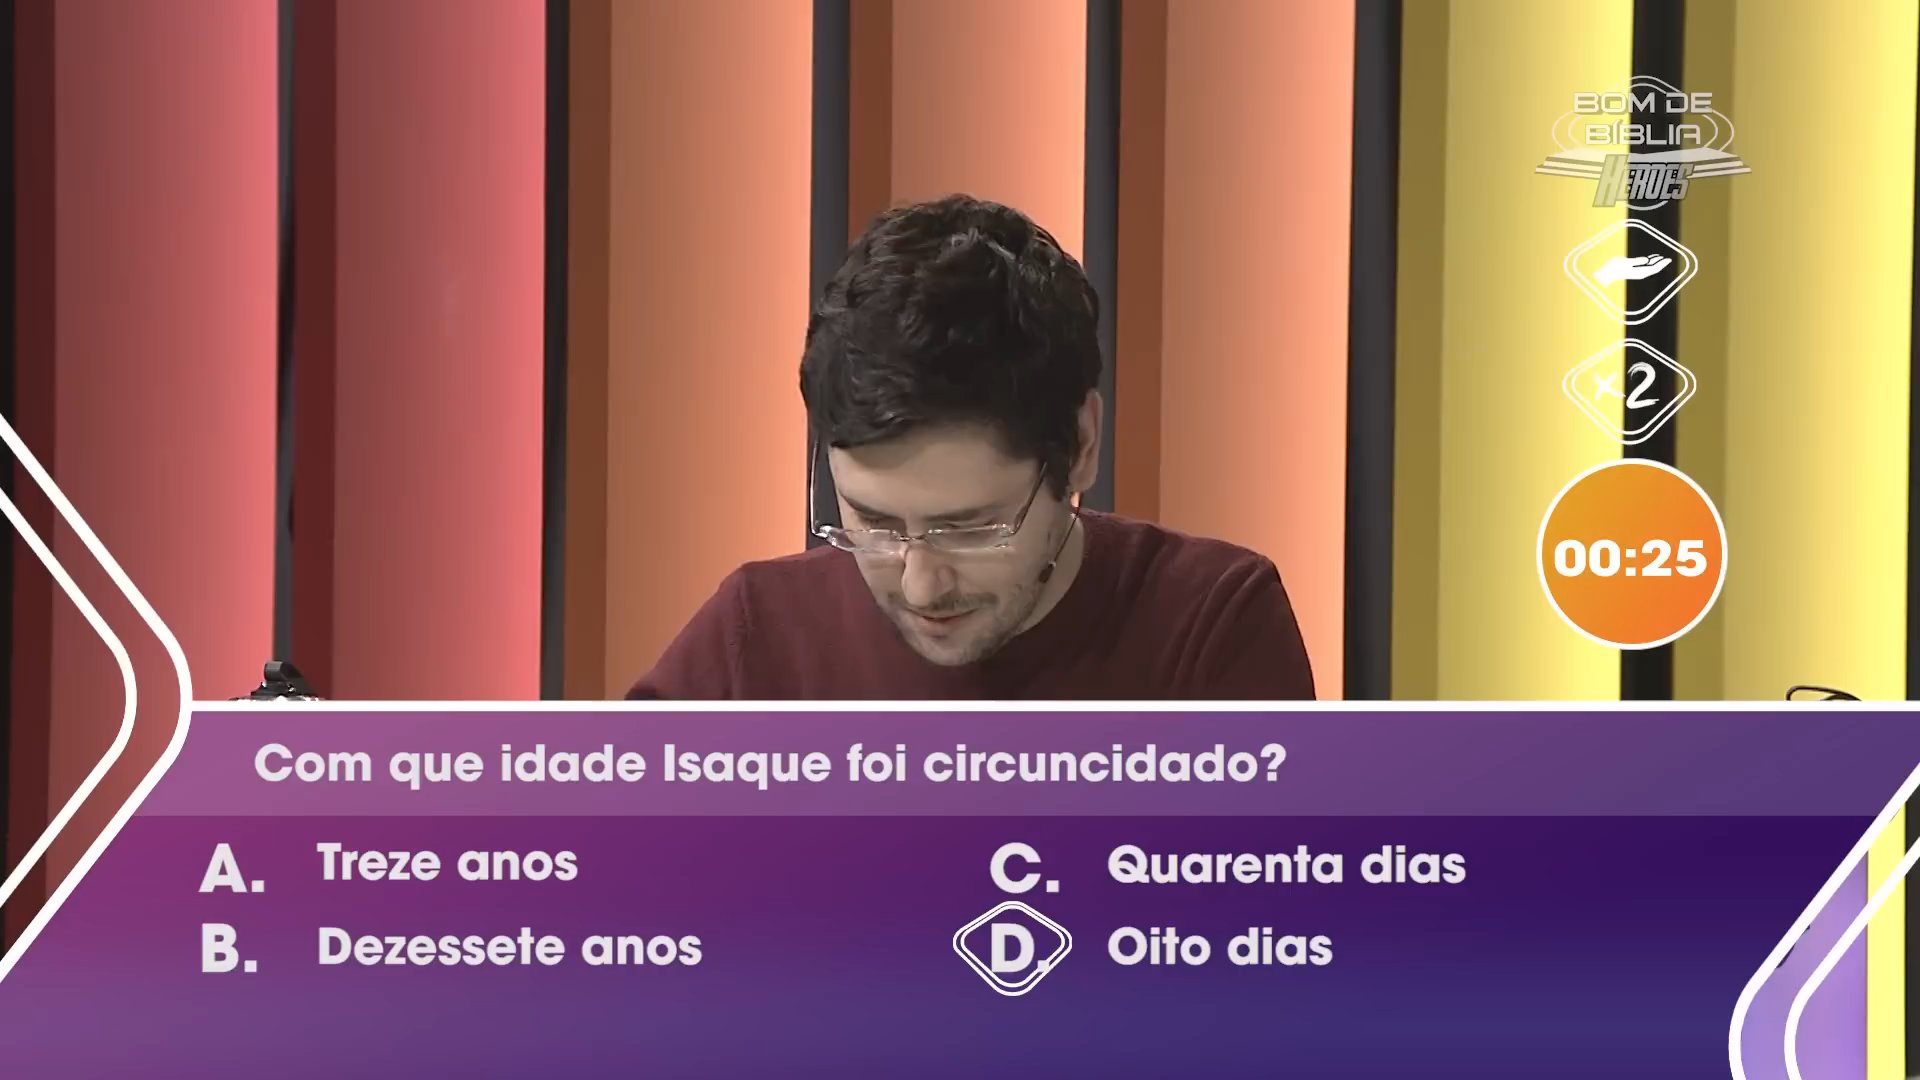 BOM DE
BÍBLIA
HEROES
×2
00:25
Com que idade Isaque foi circuncidado?
A. Treze anos
B. Dezessete anos
C. Quarenta dias
D. Oito dias